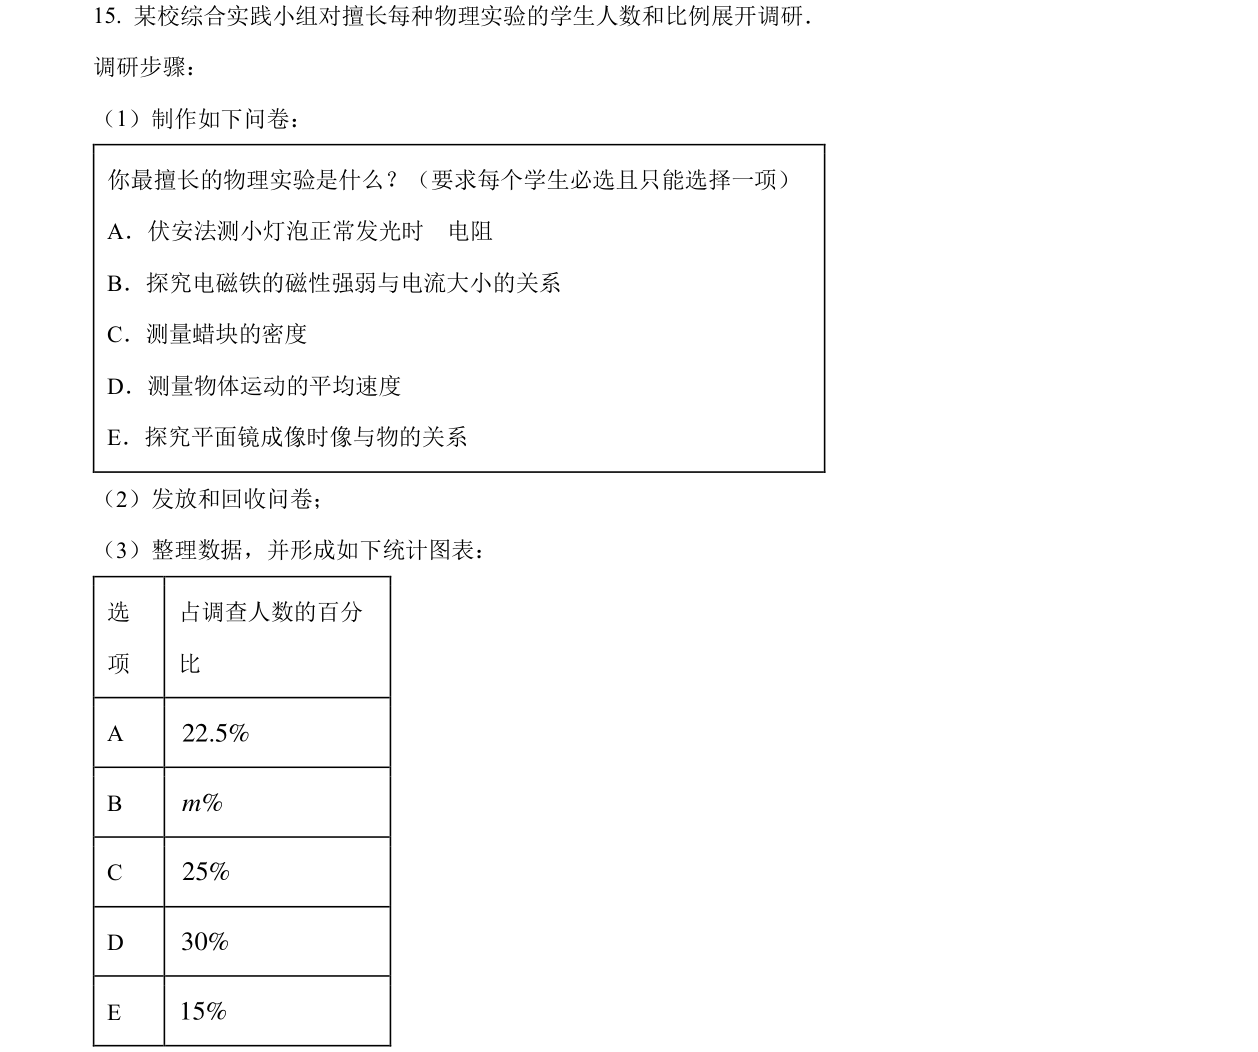 15. 某校综合实践小组对擅长每种物理实验的学生人数和比例展开调研.
调研步骤：
（1）制作如下问卷：
你最擅长的物理实验是什么？（要求每个学生必选且只能选择一项）
A．伏安法测小灯泡正常发光时 电阻
B．探究电磁铁的磁性强弱与电流大小的关系
C．测量蜡块的密度
D．测量物体运动的平均速度
E．探究平面镜成像时像与物的关系
（2）发放和回收问卷；
（3）整理数据，并形成如下统计图表：
选 占调查人数的百分
项 比
A 22.5%
B m%
C 25%
D 30%
E 15%